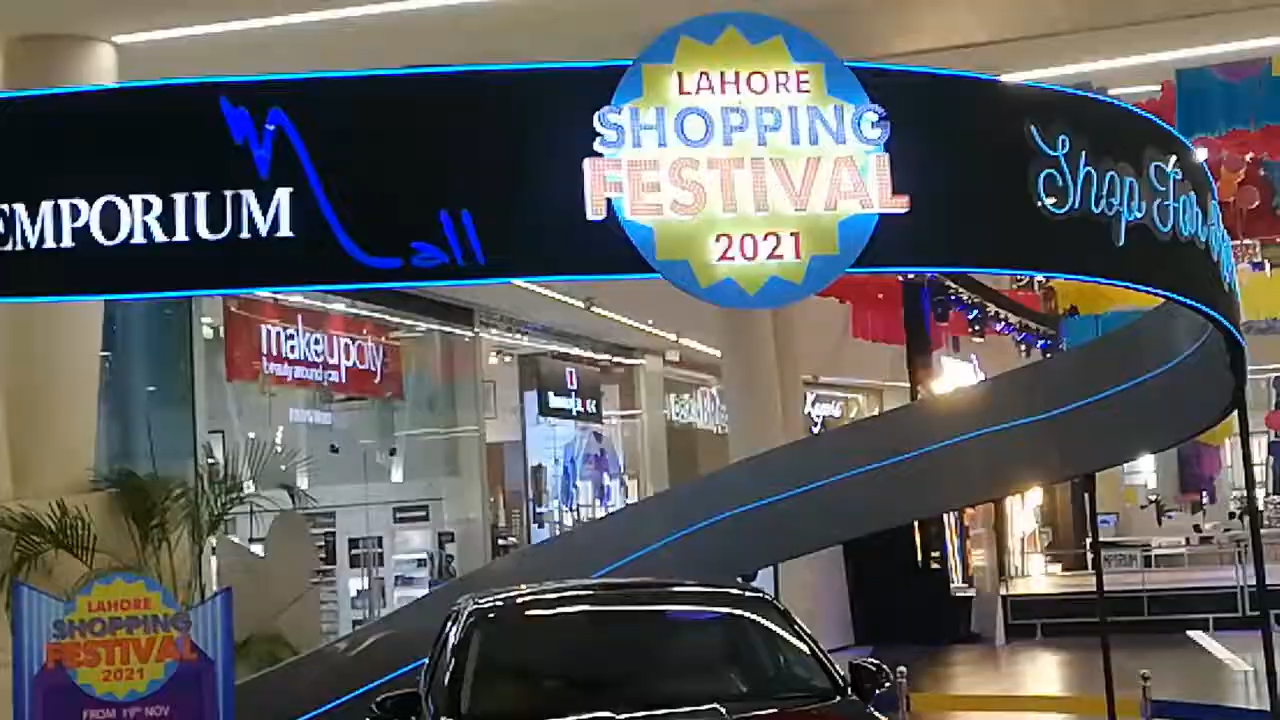 EMPORIUM
Mall
LAHORE
SHOPPING
FESTIVAL
2021
Shop For
makeupcity
beauty around you
LAHORE
SHOPPING
FESTIVAL
2021
FROM 19TH NOV